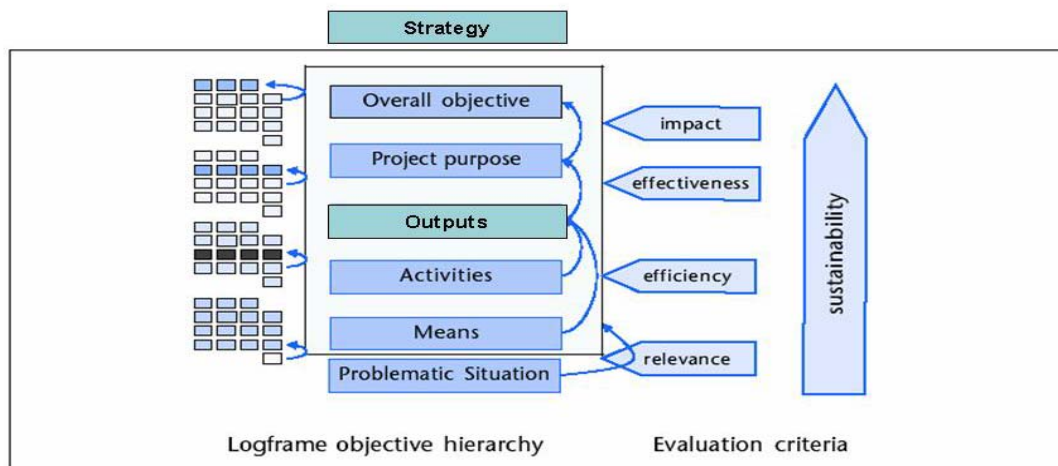 Strategy
Overall objective
Project purpose
Outputs
Activities
Means
Problematic Situation
impact
effectiveness
efficiency
relevance
sustainability
Logframe objective hierarchy
Evaluation criteria